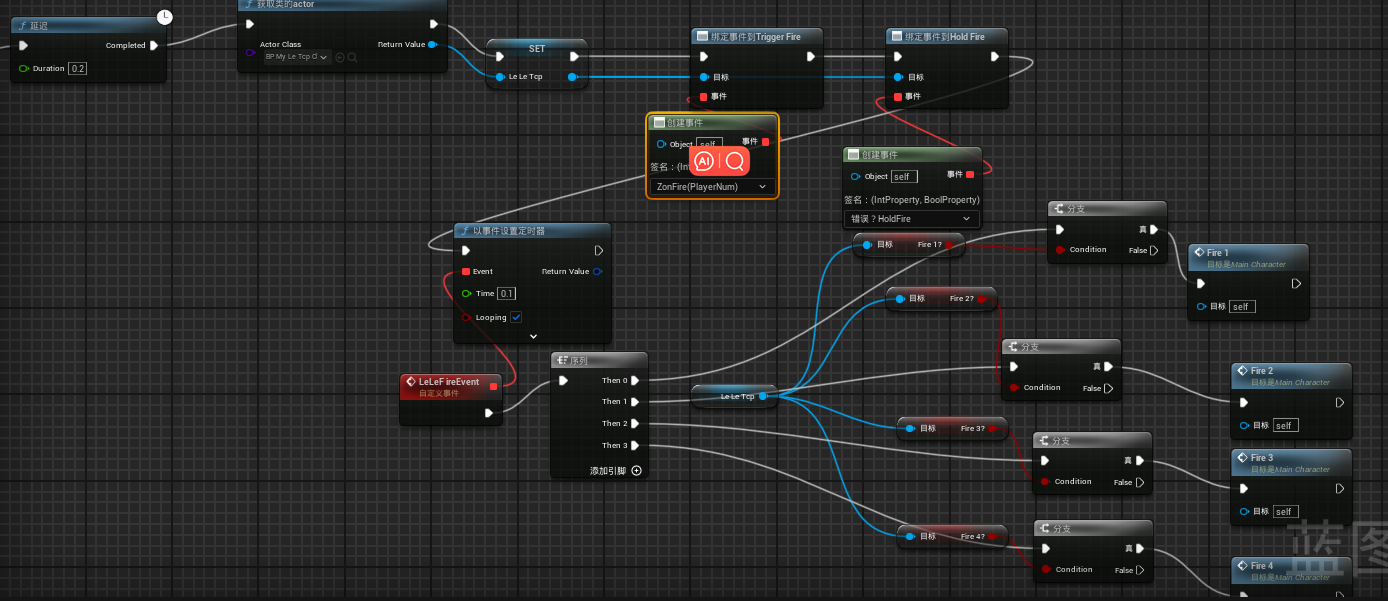 延迟
Completed
Duration 0.2
获取类的actor
Actor Class
BP My Le Tcp G
Return Value
SET
Le Le Tcp
绑定事件到Trigger Fire
目标
事件
绑定事件到Hold Fire
目标
事件
创建事件
Object self
事件
签名：(In
AI
ZonFire(PlayerNum)
创建事件
Object self
事件
签名：(IntProperty, BoolProperty)
错误？HoldFire
以事件设置定时器
Event
Return Value
Time 0.1
Looping
LeLeFireEvent
自定义事件
序列
Then 0
Then 1
Then 2
Then 3
添加引脚
Le Le Tcp
目标 Fire 1?
目标 Fire 2?
目标 Fire 3?
目标 Fire 4?
分支
真
Condition
False
Fire 1
目标是Main Character
目标 self
分支
真
Condition
False
Fire 2
目标是Main Character
目标 self
分支
真
Condition
False
Fire 3
目标是Main Character
目标 self
分支
真
Condition
False
Fire 4
目标是Main Character
蓝图